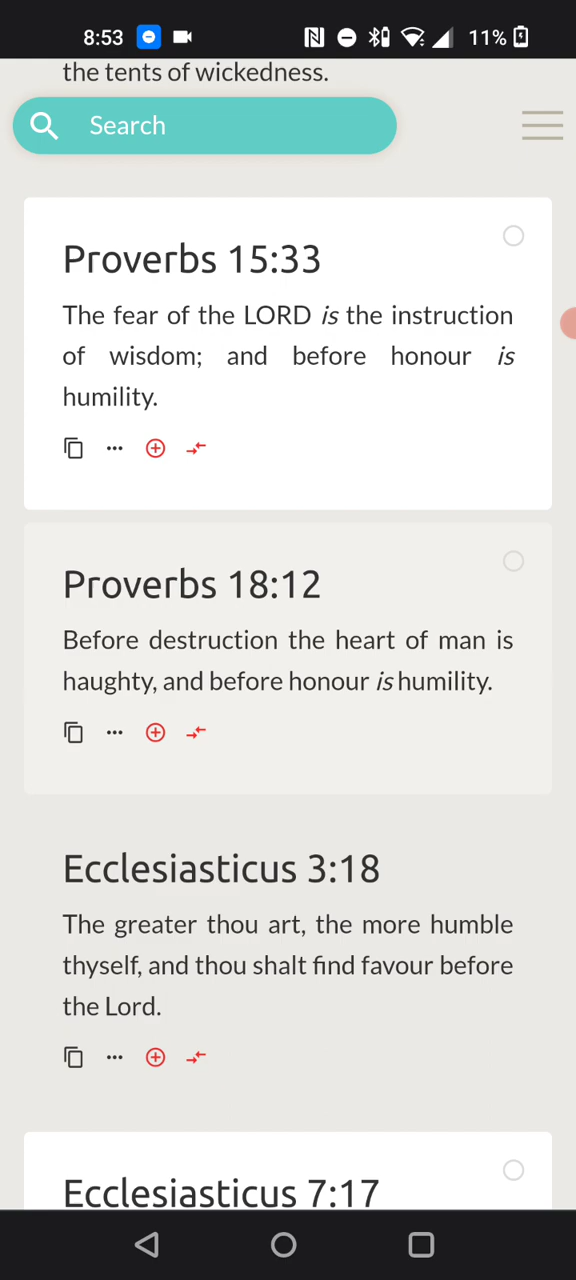 8:53
11%
the tents of wickedness.
Search
Proverbs 15:33
The fear of the LORD is the instruction
of wisdom; and before honour is
humility.
Proverbs 18:12
Before destruction the heart of man is
haughty, and before honour is humility.
Ecclesiasticus 3:18
The greater thou art, the more humble
thyself, and thou shalt find favour before
the Lord.
Ecclesiasticus 7:17